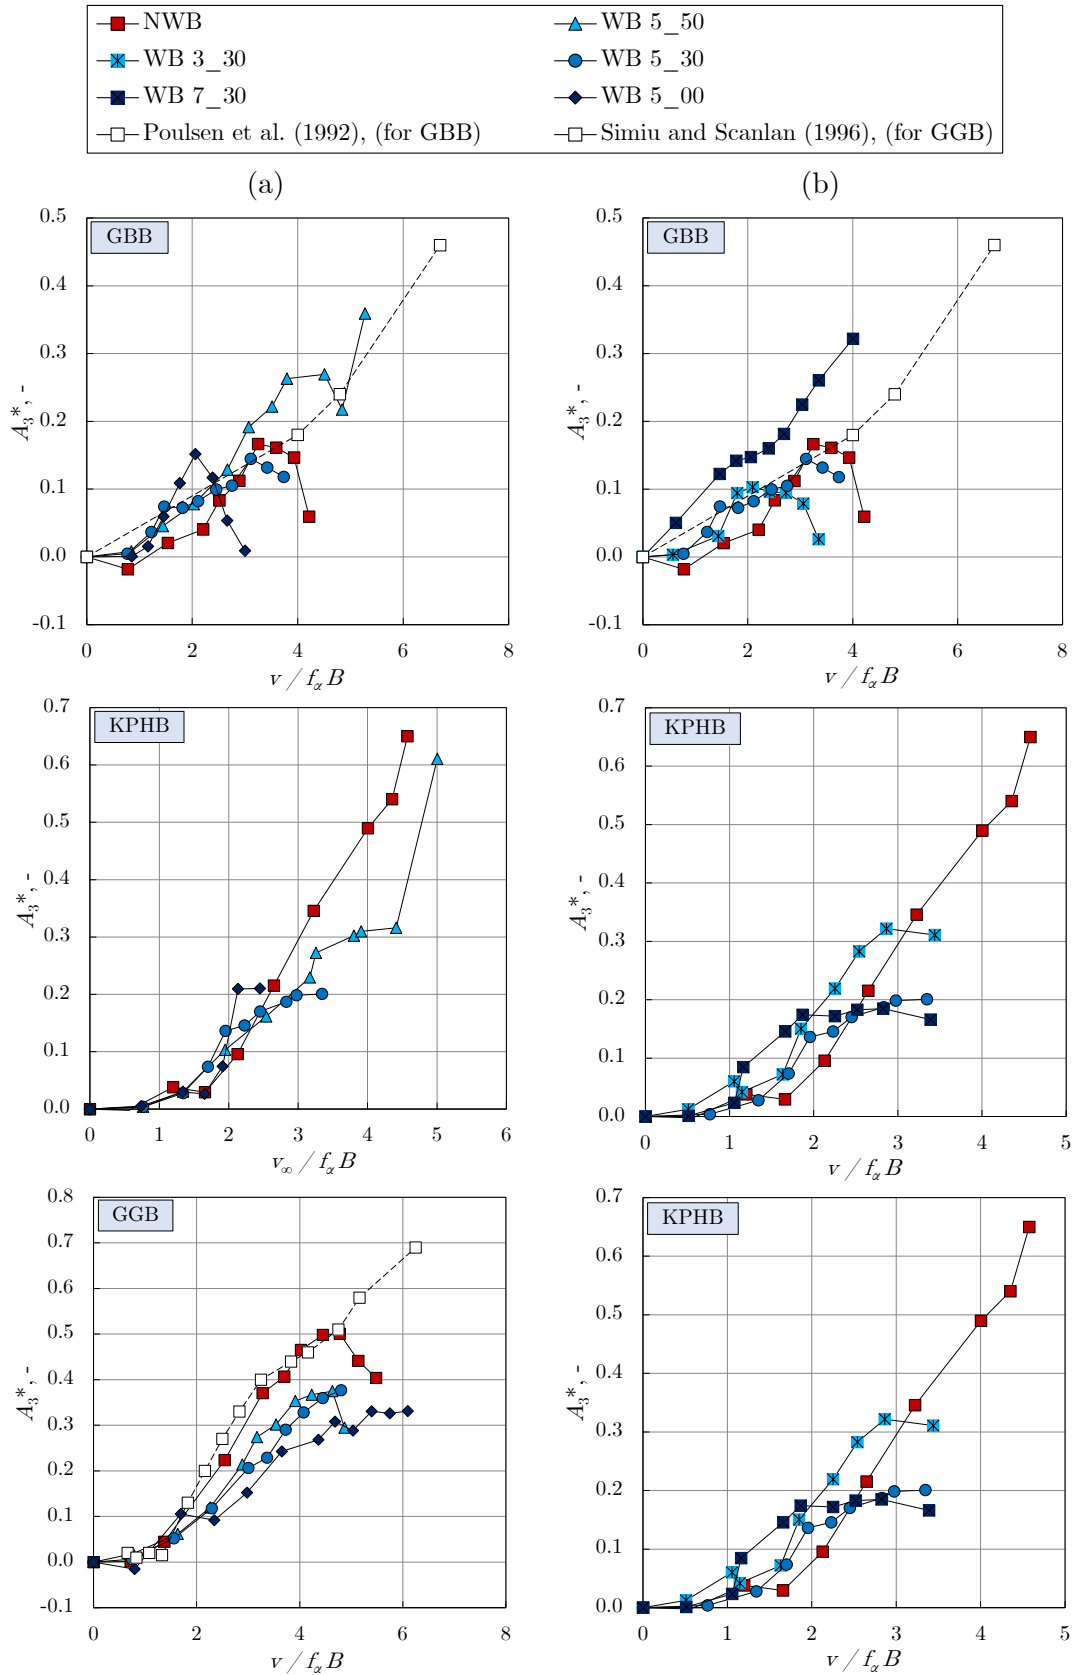 NWB
WB 5_50
WB 3_30
WB 5_30
WB 7_30
WB 5_00
Poulsen et al. (1992), (for GBB)
Simiu and Scanlan (1996), (for GGB)
(a)
(b)
GBB
A₃*, -
0.5
0.4
0.3
0.2
0.1
0.0
-0.1
0 2 4 6 8
v / fα B
GBB
A₃*, -
0.5
0.4
0.3
0.2
0.1
0.0
-0.1
0 2 4 6 8
v / fα B
KPHB
A₃*, -
0.7
0.6
0.5
0.4
0.3
0.2
0.1
0.0
0 1 2 3 4 5 6
v∞ / fα B
KPHB
A₃*, -
0.7
0.6
0.5
0.4
0.3
0.2
0.1
0.0
0 1 2 3 4 5
v / fα B
GGB
A₃*, -
0.8
0.7
0.6
0.5
0.4
0.3
0.2
0.1
0.0
-0.1
0 2 4 6 8
v / fα B
KPHB
A₃*, -
0.7
0.6
0.5
0.4
0.3
0.2
0.1
0.0
0 1 2 3 4 5
v / fα B